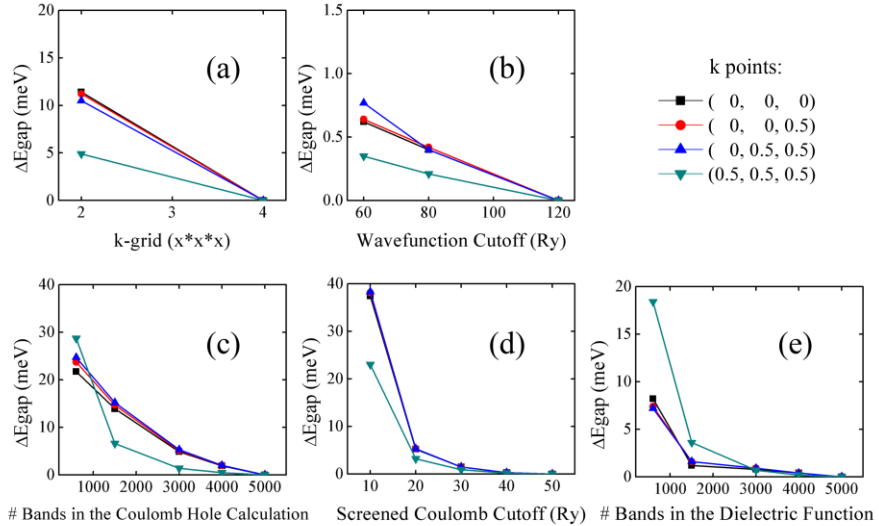 20
15
10
5
0
ΔEgap (meV)
(a)
2
3
4
k-grid (x*x*x)
1.5
1.0
0.5
0.0
ΔEgap (meV)
(b)
60
80
100
120
Wavefunction Cutoff (Ry)
k points:
( 0, 0, 0)
( 0, 0, 0.5)
( 0, 0.5, 0.5)
(0.5, 0.5, 0.5)
40
30
20
10
0
ΔEgap (meV)
(c)
1000 2000 3000 4000 5000
# Bands in the Coulomb Hole Calculation
40
30
20
10
0
ΔEgap (meV)
(d)
10 20 30 40 50
Screened Coulomb Cutoff (Ry)
20
15
10
5
0
ΔEgap (meV)
(e)
1000 2000 3000 4000 5000
# Bands in the Dielectric Function